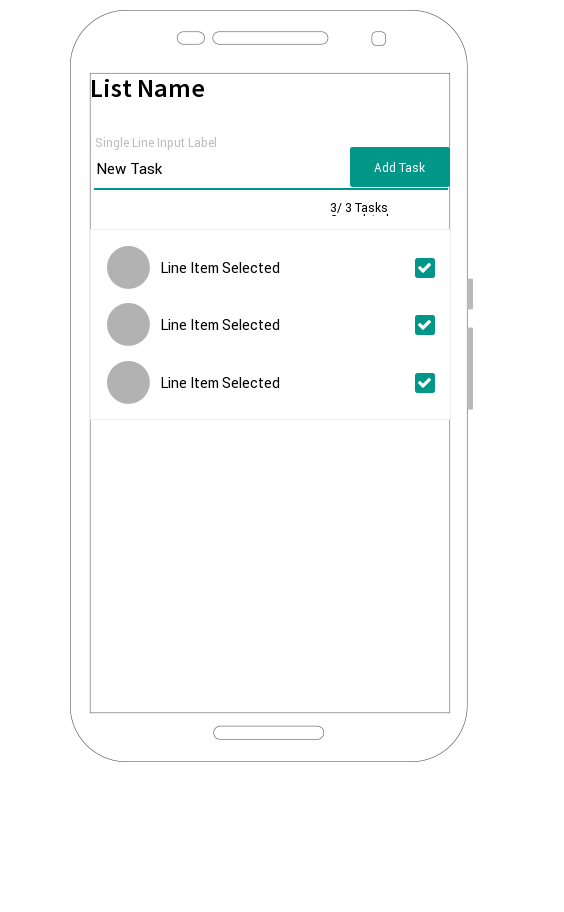 List Name
Single Line Input Label
New Task
Add Task
3/ 3 Tasks
Line Item Selected
Line Item Selected
Line Item Selected